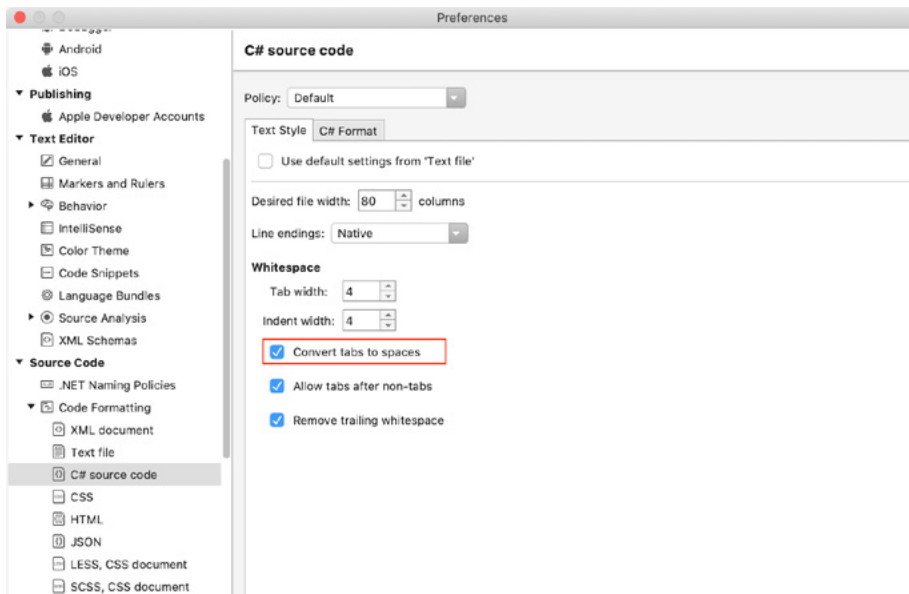 Preferences
Debugger
Android
iOS
Publishing
Apple Developer Accounts
Text Editor
General
Markers and Rulers
Behavior
IntelliSense
Color Theme
Code Snippets
Language Bundles
Source Analysis
XML Schemas
Source Code
.NET Naming Policies
Code Formatting
XML document
Text file
C# source code
CSS
HTML
JSON
LESS, CSS document
SCSS, CSS document
C# source code
Policy: Default
Text Style C# Format
Use default settings from 'Text file'
Desired file width: 80 columns
Line endings: Native
Whitespace
Tab width: 4
Indent width: 4
Convert tabs to spaces
Allow tabs after non-tabs
Remove trailing whitespace